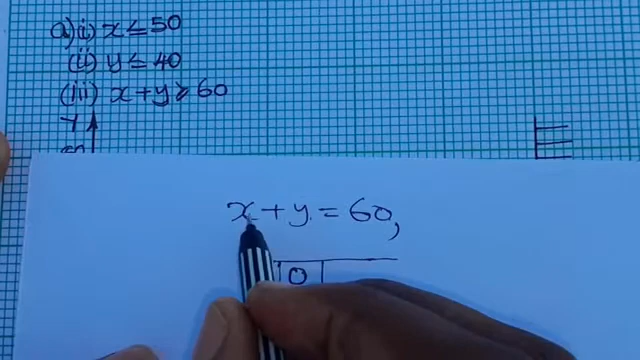 a)i) x ≤ 50
(ii) y ≤ 40
(iii) x + y ≥ 60
Y
x + y = 60,
0